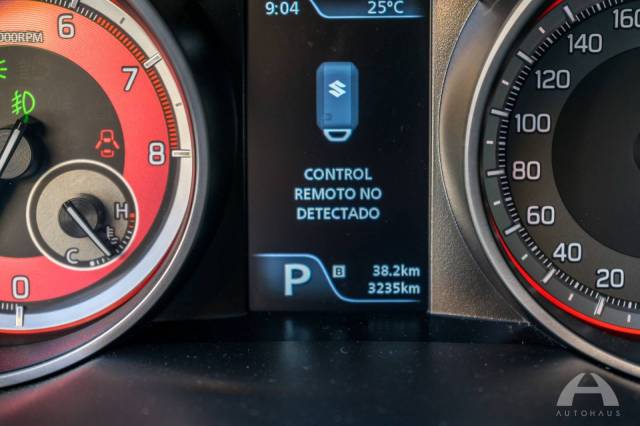 9:04 25°C
000RPM
6
7
8
0
H
C
CONTROL
REMOTO NO
DETECTADO
P B 38.2km
3235km
160
140
120
100
80
60
40
20
A
AUTOHAUS